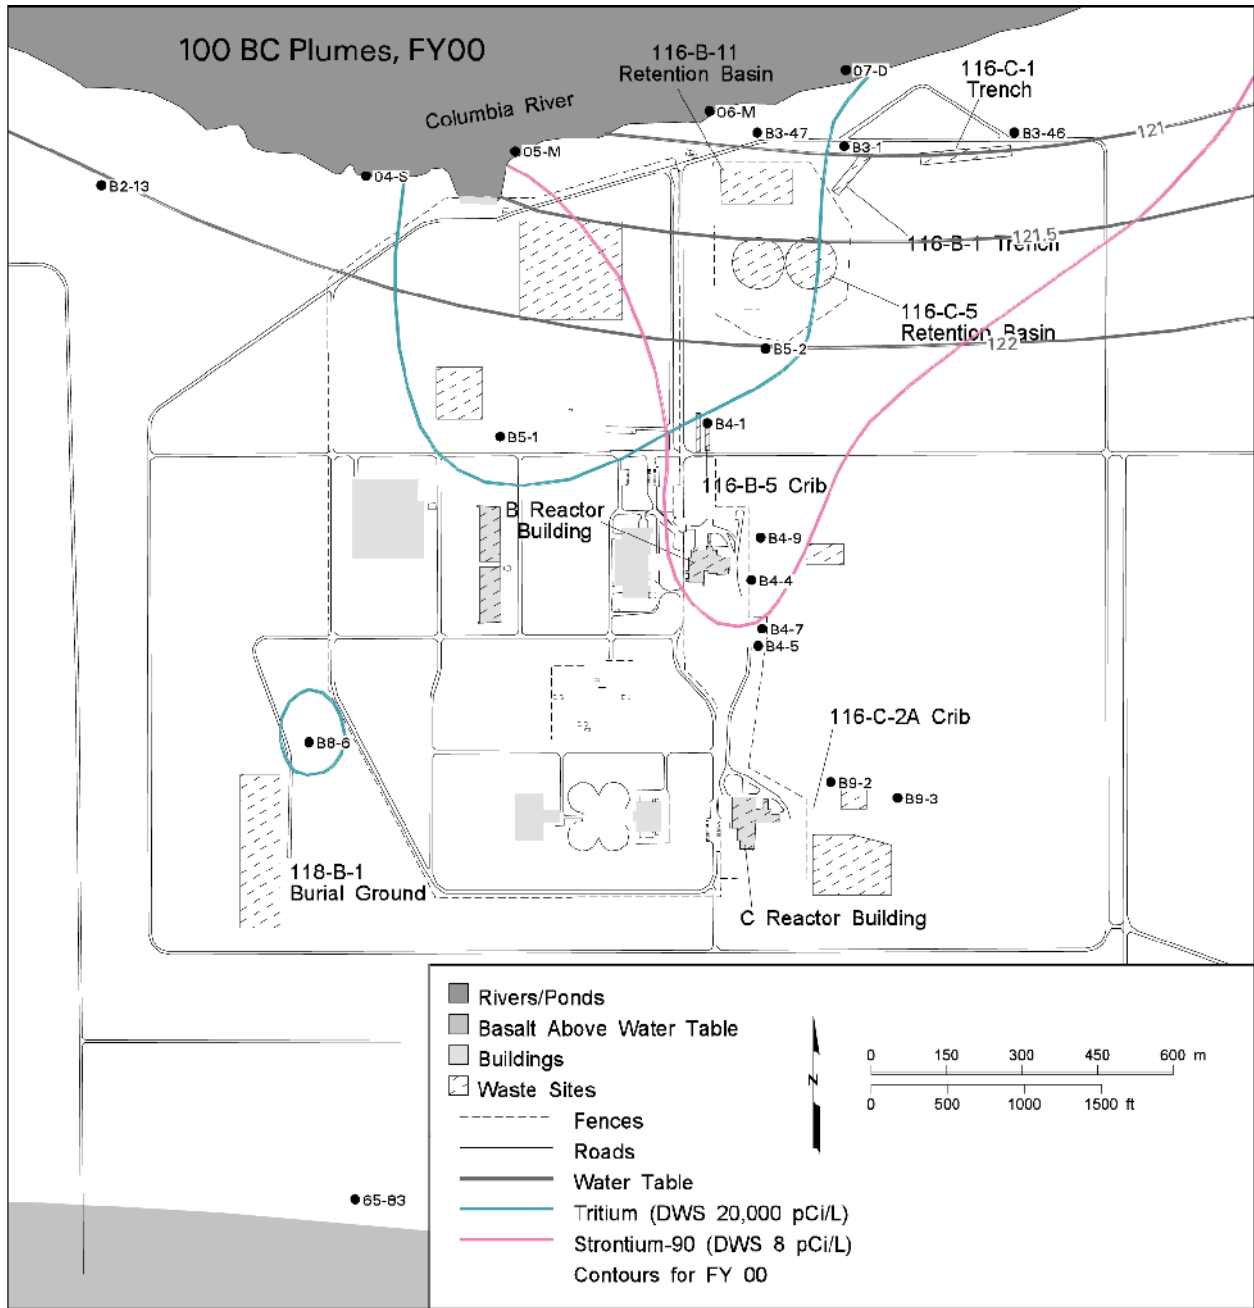 100 BC Plumes, FY00
116-B-11
Retention Basin
07-D
116-C-1
Trench
Columbia River
06-M
B3-47
B3-1
B3-46
121
05-M
04-S
B2-13
121.5
116-B-1 Trench
116-C-5
Retention Basin
122
B5-2
B4-1
B5-1
116-B-5 Crib
B Reactor
Building
B4-9
B4-4
B4-7
B4-5
116-C-2A Crib
B8-6
B9-2
B9-3
118-B-1
Burial Ground
C Reactor Building
Rivers/Ponds
Basalt Above Water Table
Buildings
Waste Sites
Fences
Roads
Water Table
Tritium (DWS 20,000 pCi/L)
Strontium-90 (DWS 8 pCi/L)
Contours for FY 00
N
0 150 300 450 600 m
0 500 1000 1500 ft
65-83